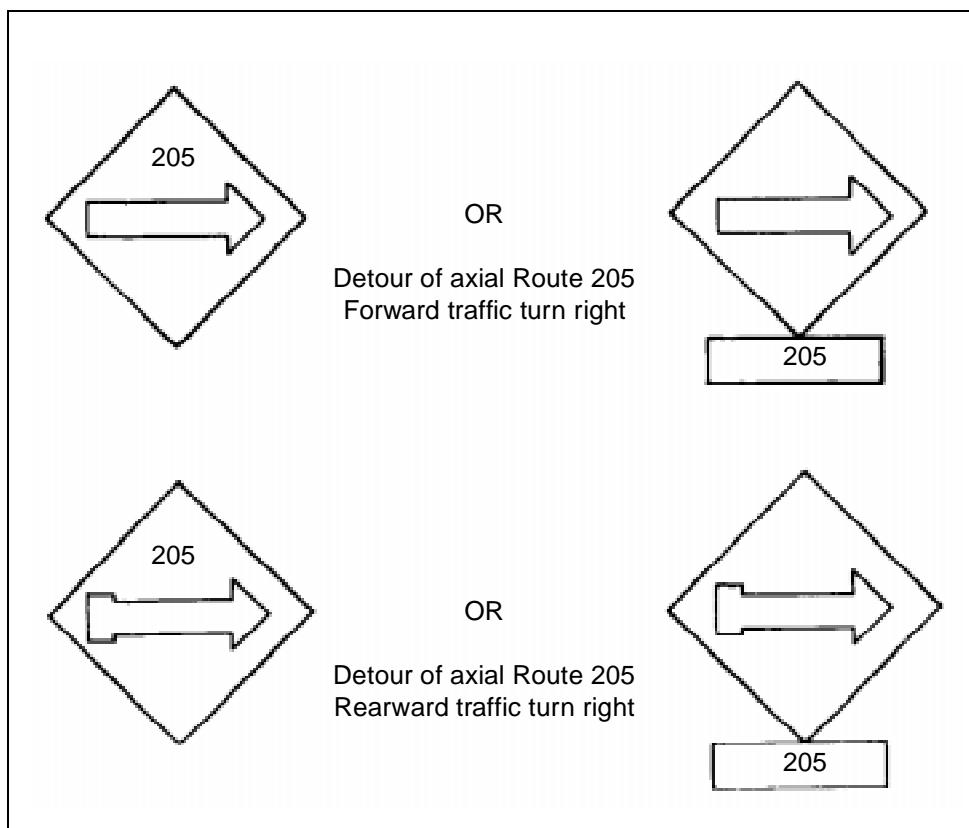 205
OR
Detour of axial Route 205
Forward traffic turn right
205
205
OR
Detour of axial Route 205
Rearward traffic turn right
205